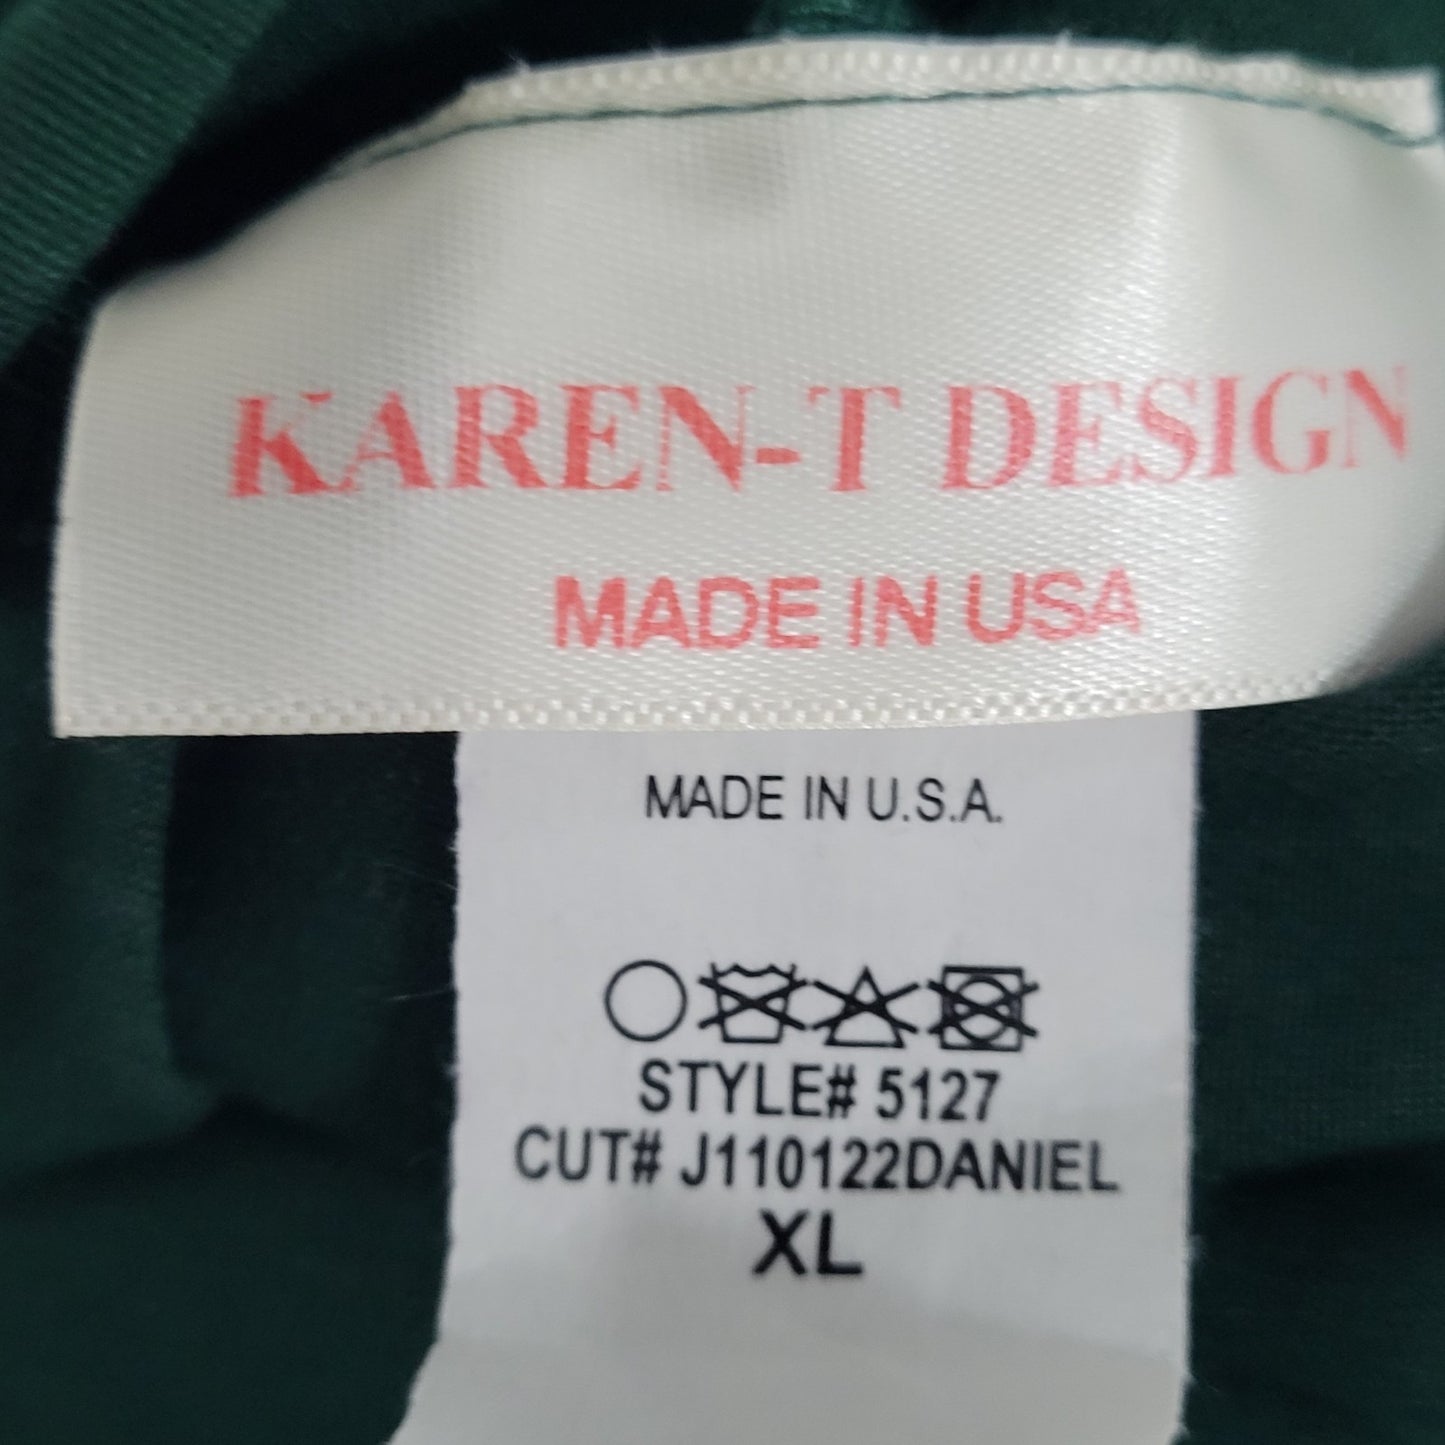 KAREN-T DESIGN
MADE IN USA
MADE IN U.S.A.
STYLE# 5127
CUT# J110122DANIEL
XL